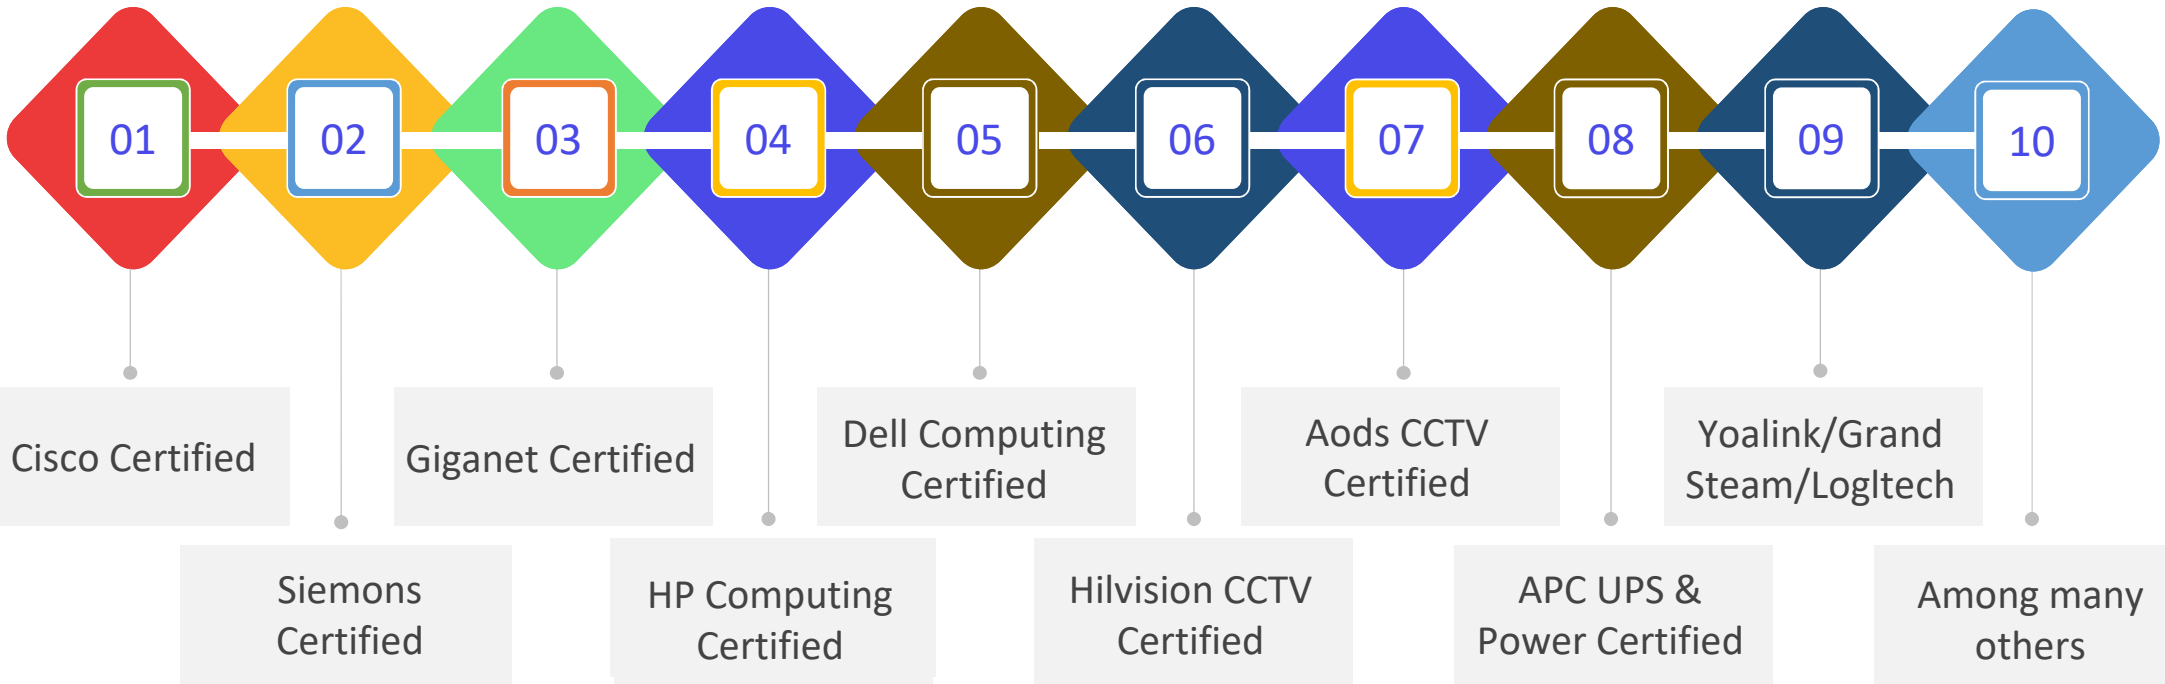 01
02
03
04
05
06
07
08
09
10
Cisco Certified
Siemons
Certified
Giganet Certified
HP Computing
Certified
Dell Computing
Certified
Hilvision CCTV
Certified
Aods CCTV
Certified
APC UPS &
Power Certified
Yoalink/Grand
Steam/Logltech
Among many
others